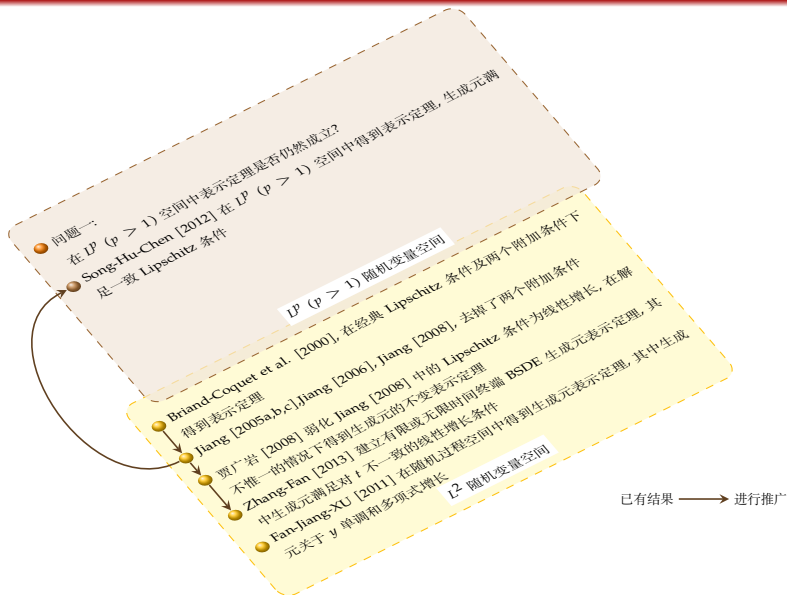 问题一:
在 Lᵖ (p > 1) 空间中表示定理是否仍然成立?
Song-Hu-Chen [2012] 在 Lᵖ (p > 1) 空间中得到表示定理, 生成元满
足一致 Lipschitz 条件
Lᵖ (p > 1) 随机变量空间
Briand-Coquet et al. [2000], 在经典 Lipschitz 条件及两个附加条件下
得到表示定理
Jiang [2005a,b,c],Jiang [2006], Jiang [2008], 去掉了两个附加条件
贾广岩 [2008] 弱化 Jiang [2008] 中的 Lipschitz 条件为线性增长, 在解
不惟一的情况下得到生成元的不变表示定理
Zhang-Fan [2013] 建立有限或无限时间终端 BSDE 生成元表示定理, 其
中生成元满足对 t 不一致的线性增长条件
Fan-Jiang-XU [2011] 在随机过程空间中得到生成元表示定理, 其中生成
元关于 y 单调和多项式增长
L² 随机变量空间
已有结果
进行推广